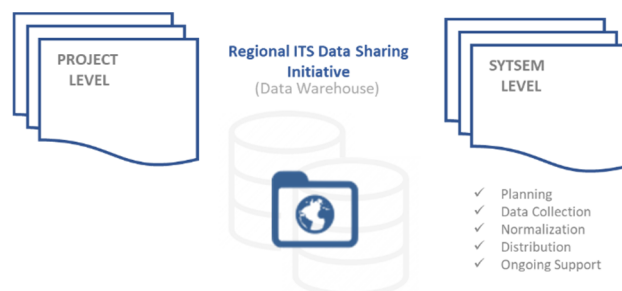 PROJECT
LEVEL
Regional ITS Data Sharing
Initiative
(Data Warehouse)
SYTSEM
LEVEL
✓ Planning
✓ Data Collection
✓ Normalization
✓ Distribution
✓ Ongoing Support